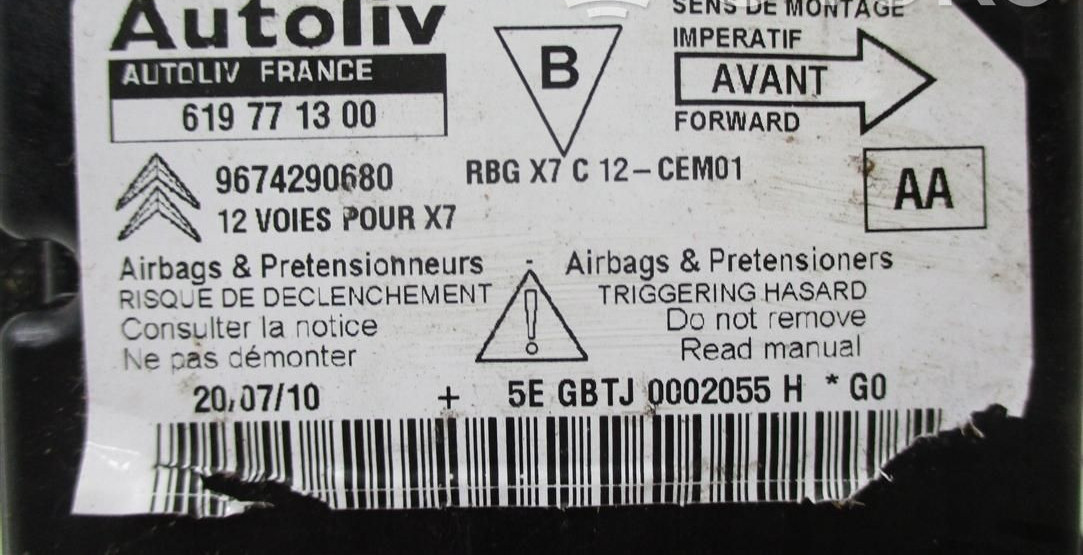 Autoliv
AUTOLIV FRANCE
619 77 13 00
B
SENS DE MONTAGE
IMPERATIF
AVANT
FORWARD
9674290680
RBG X7 C 12-CEM01
12 VOIES POUR X7
AA
Airbags & Pretensionneurs
RISQUE DE DECLENCHEMENT
Consulter la notice
Ne pas démonter
!
Airbags & Pretensioners
TRIGGERING HASARD
Do not remove
Read manual
20/07/10 + 5E GBTJ 0002055 H * G0